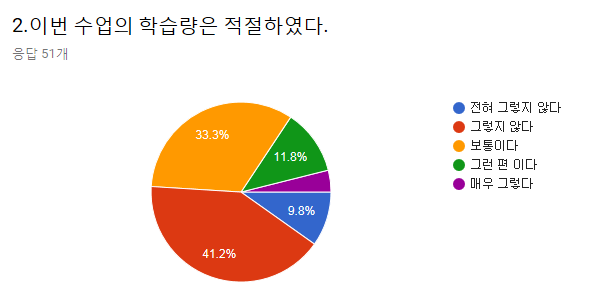 2.이번 수업의 학습량은 적절하였다.
응답 51개
33.3%
11.8%
9.8%
41.2%
전혀 그렇지 않다
그렇지 않다
보통이다
그런 편 이다
매우 그렇다